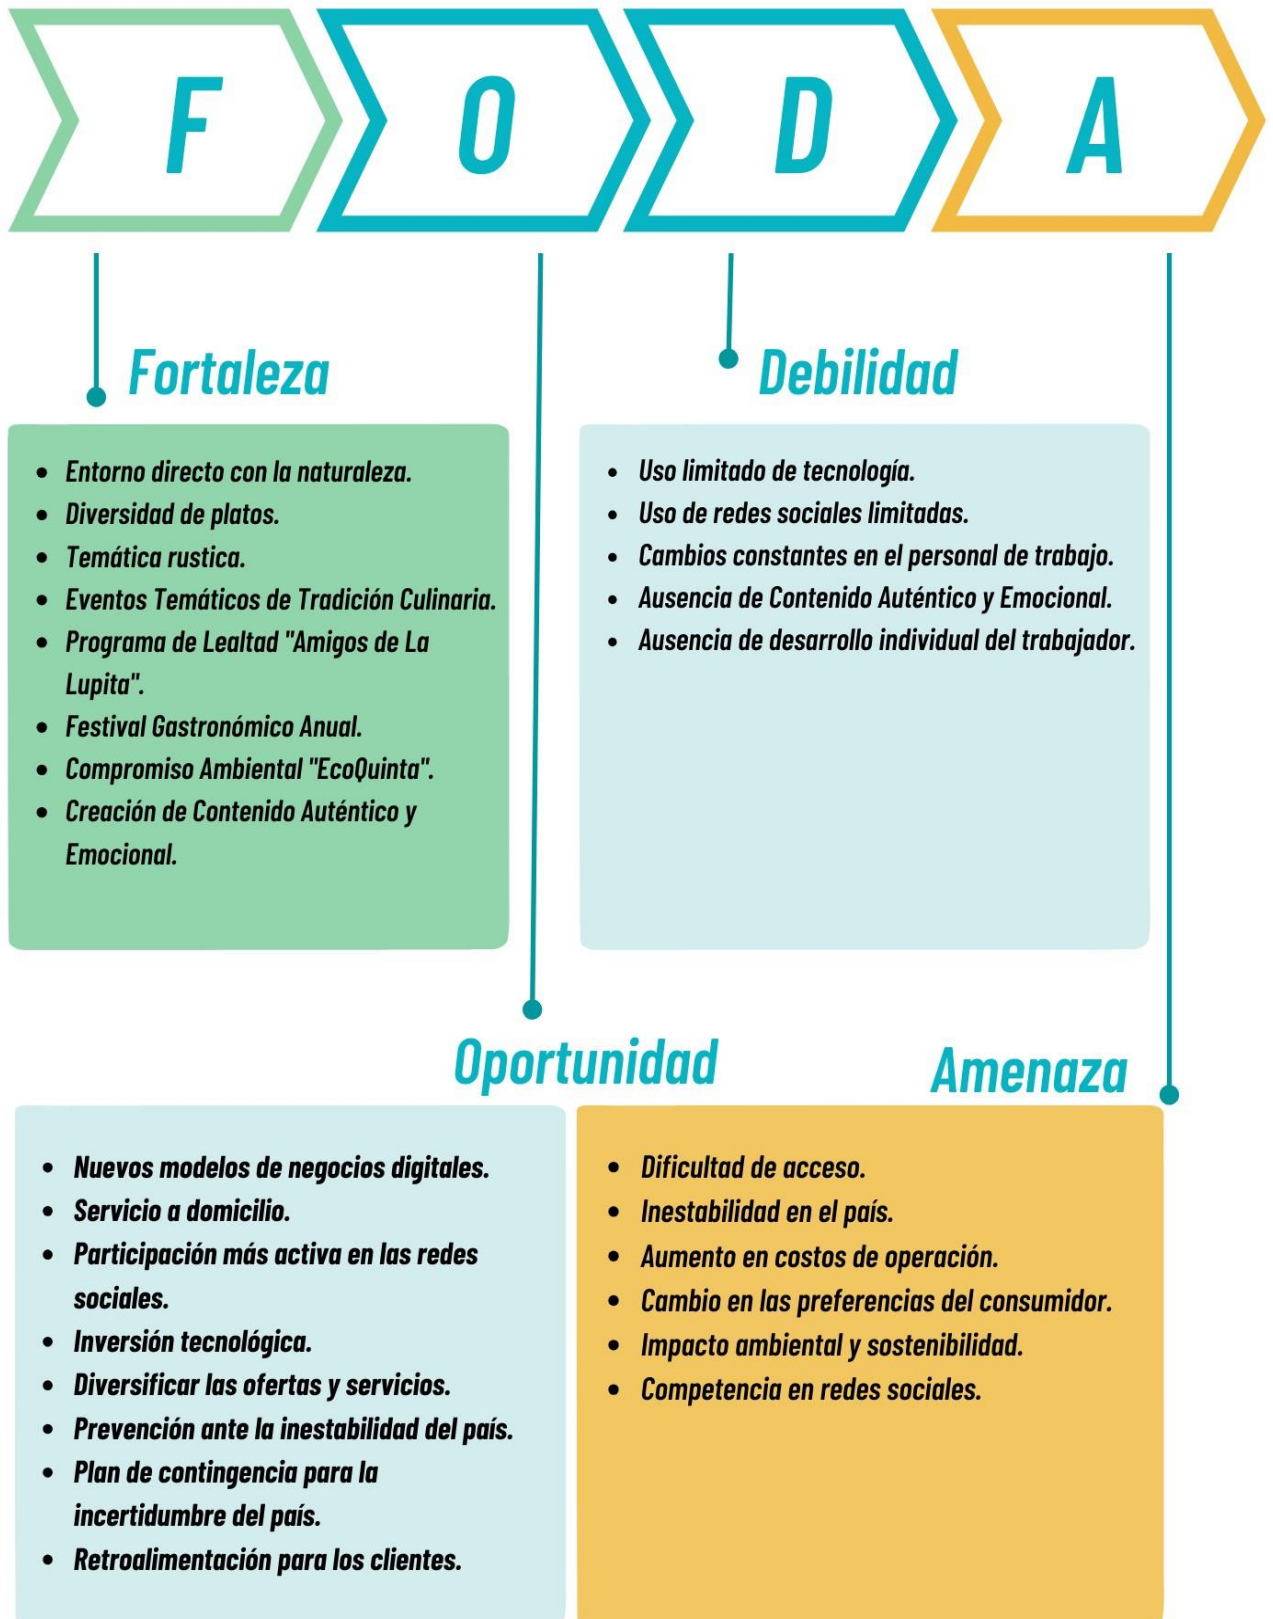 F O D A
Fortaleza
• Entorno directo con la naturaleza.
• Diversidad de platos.
• Temática rustica.
• Eventos Temáticos de Tradición Culinaria.
• Programa de Lealtad "Amigos de La
Lupita".
• Festival Gastronómico Anual.
• Compromiso Ambiental "EcoQuinta".
• Creación de Contenido Auténtico y
Emocional.
Debilidad
• Uso limitado de tecnología.
• Uso de redes sociales limitadas.
• Cambios constantes en el personal de trabajo.
• Ausencia de Contenido Auténtico y Emocional.
• Ausencia de desarrollo individual del trabajador.
Oportunidad
• Nuevos modelos de negocios digitales.
• Servicio a domicilio.
• Participación más activa en las redes
sociales.
• Inversión tecnológica.
• Diversificar las ofertas y servicios.
• Prevención ante la inestabilidad del país.
• Plan de contingencia para la
incertidumbre del país.
• Retroalimentación para los clientes.
Amenaza
• Dificultad de acceso.
• Inestabilidad en el país.
• Aumento en costos de operación.
• Cambio en las preferencias del consumidor.
• Impacto ambiental y sostenibilidad.
• Competencia en redes sociales.